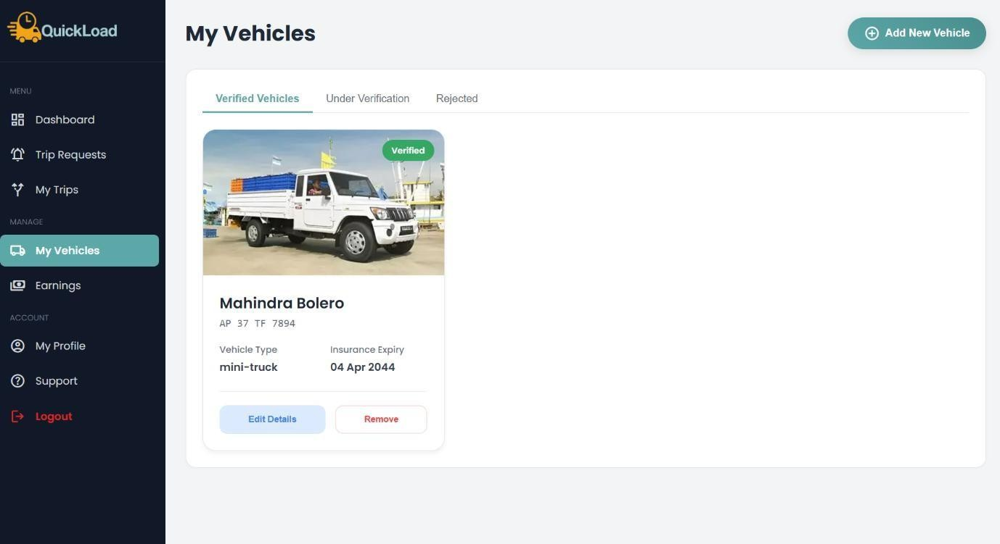 QuickLoad
MENU
Dashboard
Trip Requests
My Trips
MANAGE
My Vehicles
Earnings
ACCOUNT
My Profile
Support
Logout
My Vehicles
Add New Vehicle
Verified Vehicles
Under Verification
Rejected
Verified
Mahindra Bolero
AP 37 TF 7894
Vehicle Type
Insurance Expiry
mini-truck
04 Apr 2044
Edit Details
Remove